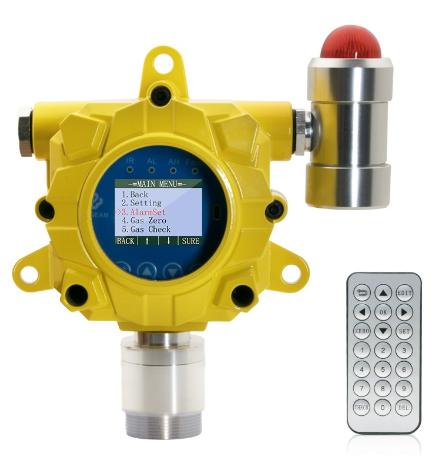 IR AL AH
-=MAIN MENU=-
1. Back
2. Setting
3. AlarmSet
4. Gas Zero
5. Gas Check
BACK ↑ ↓ SURE
EDIT
OK
ZERO SET
1 2 3
4 5 6
7 8 9
0 DEL